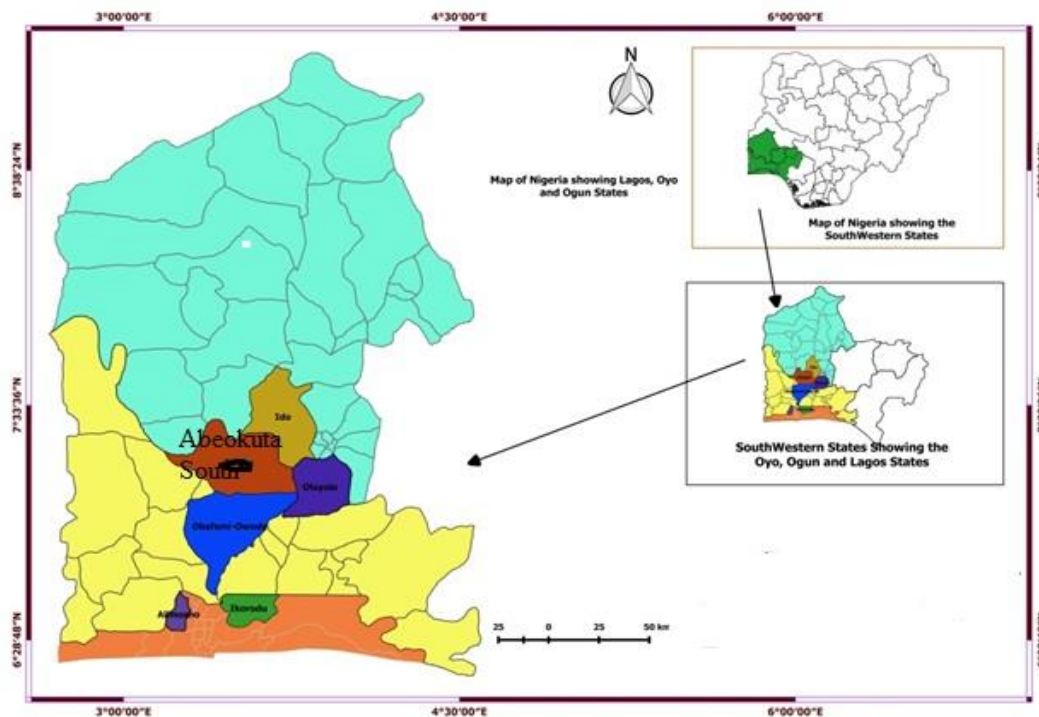 3°00'00"E 4°30'00"E 6°00'00"E
N
8°38'24"N
7°33'36"N
6°28'48"N
Map of Nigeria showing Lagos, Oyo
and Ogun States
Map of Nigeria showing the
SouthWestern States
SouthWestern States Showing the
Oyo, Ogun and Lagos States
Ido
Abeokuta
South
Oluyole
Obafemi-Owode
Ikorodu
25 0 25 50 km
3°00'00"E 4°30'00"E 6°00'00"E